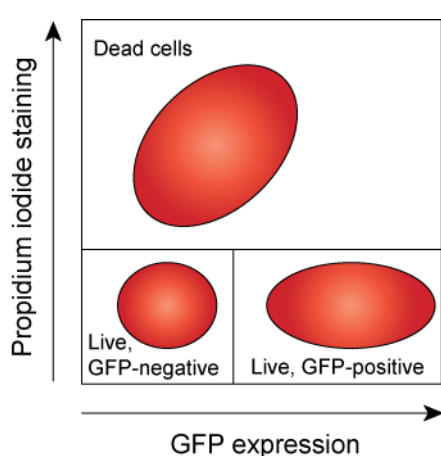 Propidium iodide staining
Dead cells
Live,
GFP-negative
Live, GFP-positive
GFP expression